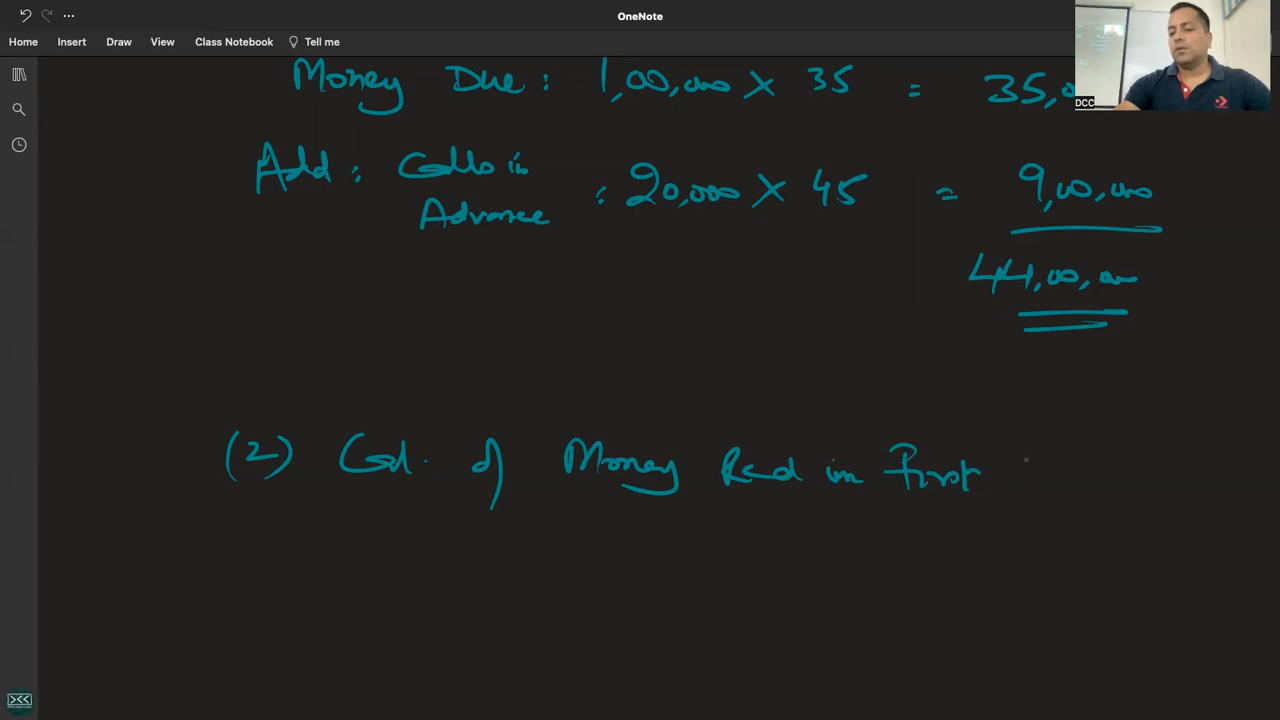 OneNote
Home Insert Draw View Class Notebook Tell me
DCC
Money Due : 1,00,000 X 35 = 35,0
Add : Calls in Advance : 20,000 X 45 = 9,00,000
44,00,000
(2) Cal. of Money Recd in First